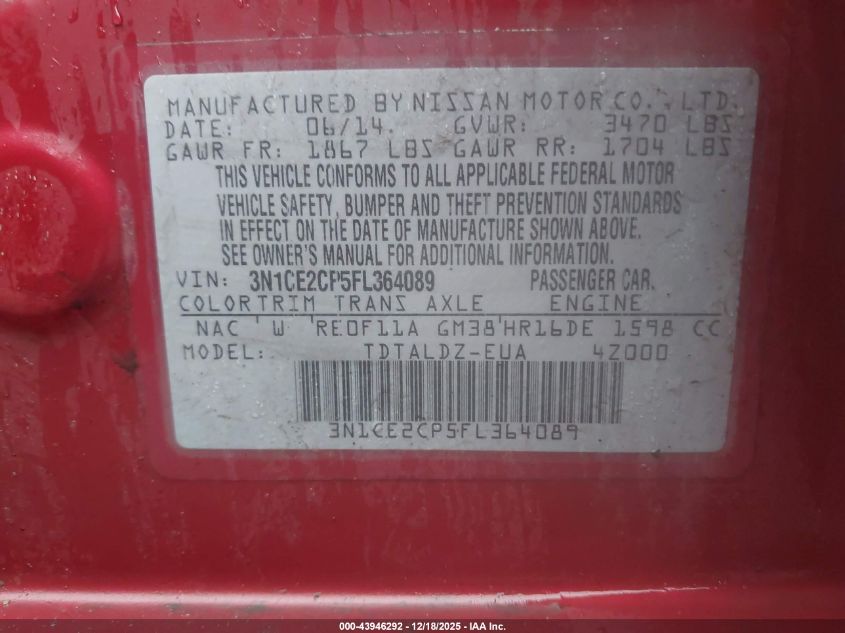 MANUFACTURED BY NISSAN MOTOR CO., LTD.
DATE: 06/14. GVWR: 3470 LBS
GAWR FR: 1867 LBS GAWR RR: 1704 LBS
THIS VEHICLE CONFORMS TO ALL APPLICABLE FEDERAL MOTOR
VEHICLE SAFETY, BUMPER AND THEFT PREVENTION STANDARDS
IN EFFECT ON THE DATE OF MANUFACTURE SHOWN ABOVE.
SEE OWNER'S MANUAL FOR ADDITIONAL INFORMATION.
VIN: 3N1CE2CP5FL364089 PASSENGER CAR.
COLOR TRIM TRANS AXLE ENGINE
NAC W RE0F11A GM38 HR16DE 1598 CC
MODEL: TDTALDZ-EUA 4Z000
3N1CE2CP5FL364089
000-43946292 – 12/18/2025 – IAA Inc.